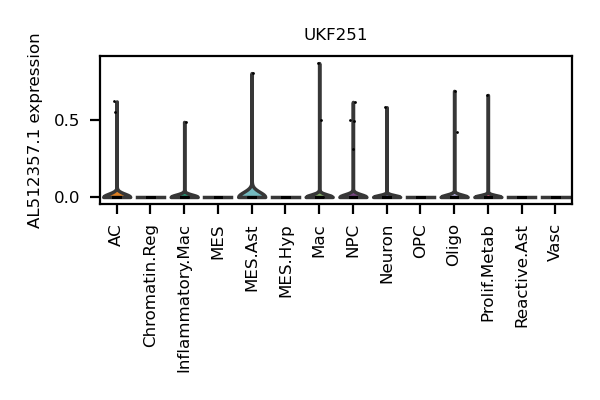 UKF251
AL512357.1 expression
0.5
0.0
AC
Chromatin.Reg
Inflammatory.Mac
MES
MES.Ast
MES.Hyp
Mac
NPC
Neuron
OPC
Oligo
Prolif.Metab
Reactive.Ast
Vasc